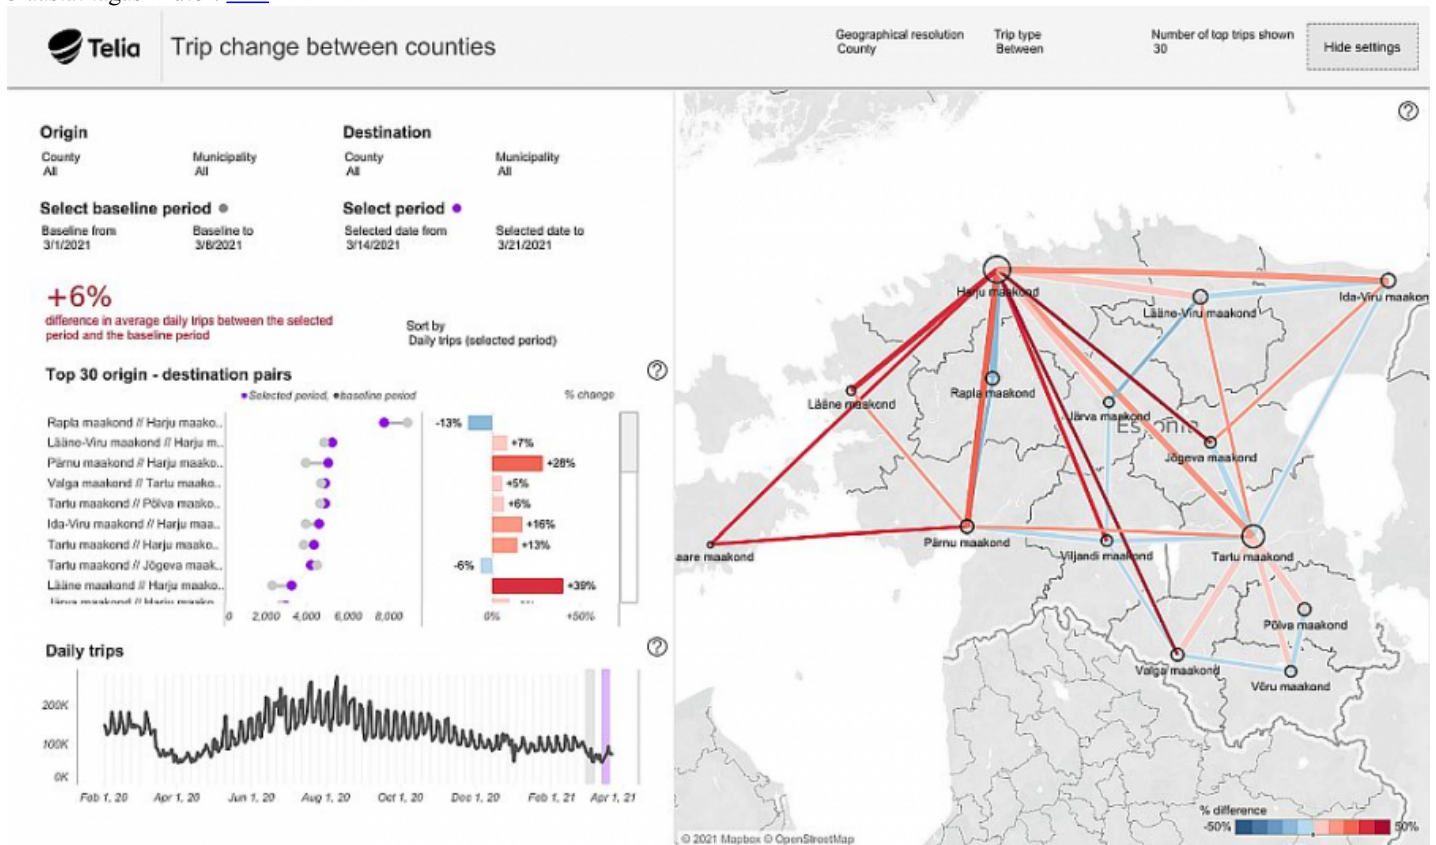 Telia
Trip change between counties
Geographical resolution
County
Trip type
Between
Number of top trips shown
30
Hide settings
Origin
County
All
Municipality
All
Destination
County
All
Municipality
All
Select baseline period
Baseline from
3/1/2021
Baseline to
3/8/2021
Select period
Selected date from
3/14/2021
Selected date to
3/21/2021
+6%
difference in average daily trips between the selected
period and the baseline period
Sort by
Daily trips (selected period)
Top 30 origin - destination pairs
?
Selected period, baseline period
% change
Rapla maakond // Harju maako..
-13%
Lääne-Viru maakond // Harju m...
+7%
Pärnu maakond // Harju maako...
+28%
Valga maakond // Tartu maako...
+5%
Tartu maakond // Põlva maako...
+6%
Ida-Viru maakond // Harju maa...
+16%
Tartu maakond // Harju maako...
+13%
Tartu maakond // Jõgeva maak...
-6%
Lääne maakond // Harju maako...
+39%
0 2,000 4,000 6,000 8,000
0% +50%
Daily trips
?
200K
100K
0K
Feb 1, 20 Apr 1, 20 Jun 1, 20 Aug 1, 20 Oct 1, 20 Dec 1, 20 Feb 1, 21 Apr 1, 21
?
Harju maakond
Ida-Viru maakon
Lääne-Viru maakond
Rapla maakond
Lääne maakond
Järva maakond
Estonia
Jõgeva maakond
Pärnu maakond
Viljandi maakond
Tartu maakond
aare maakond
Põlva maakond
Valga maakond
Võru maakond
% difference
-50% 50%
© 2021 Mapbox © OpenStreetMap